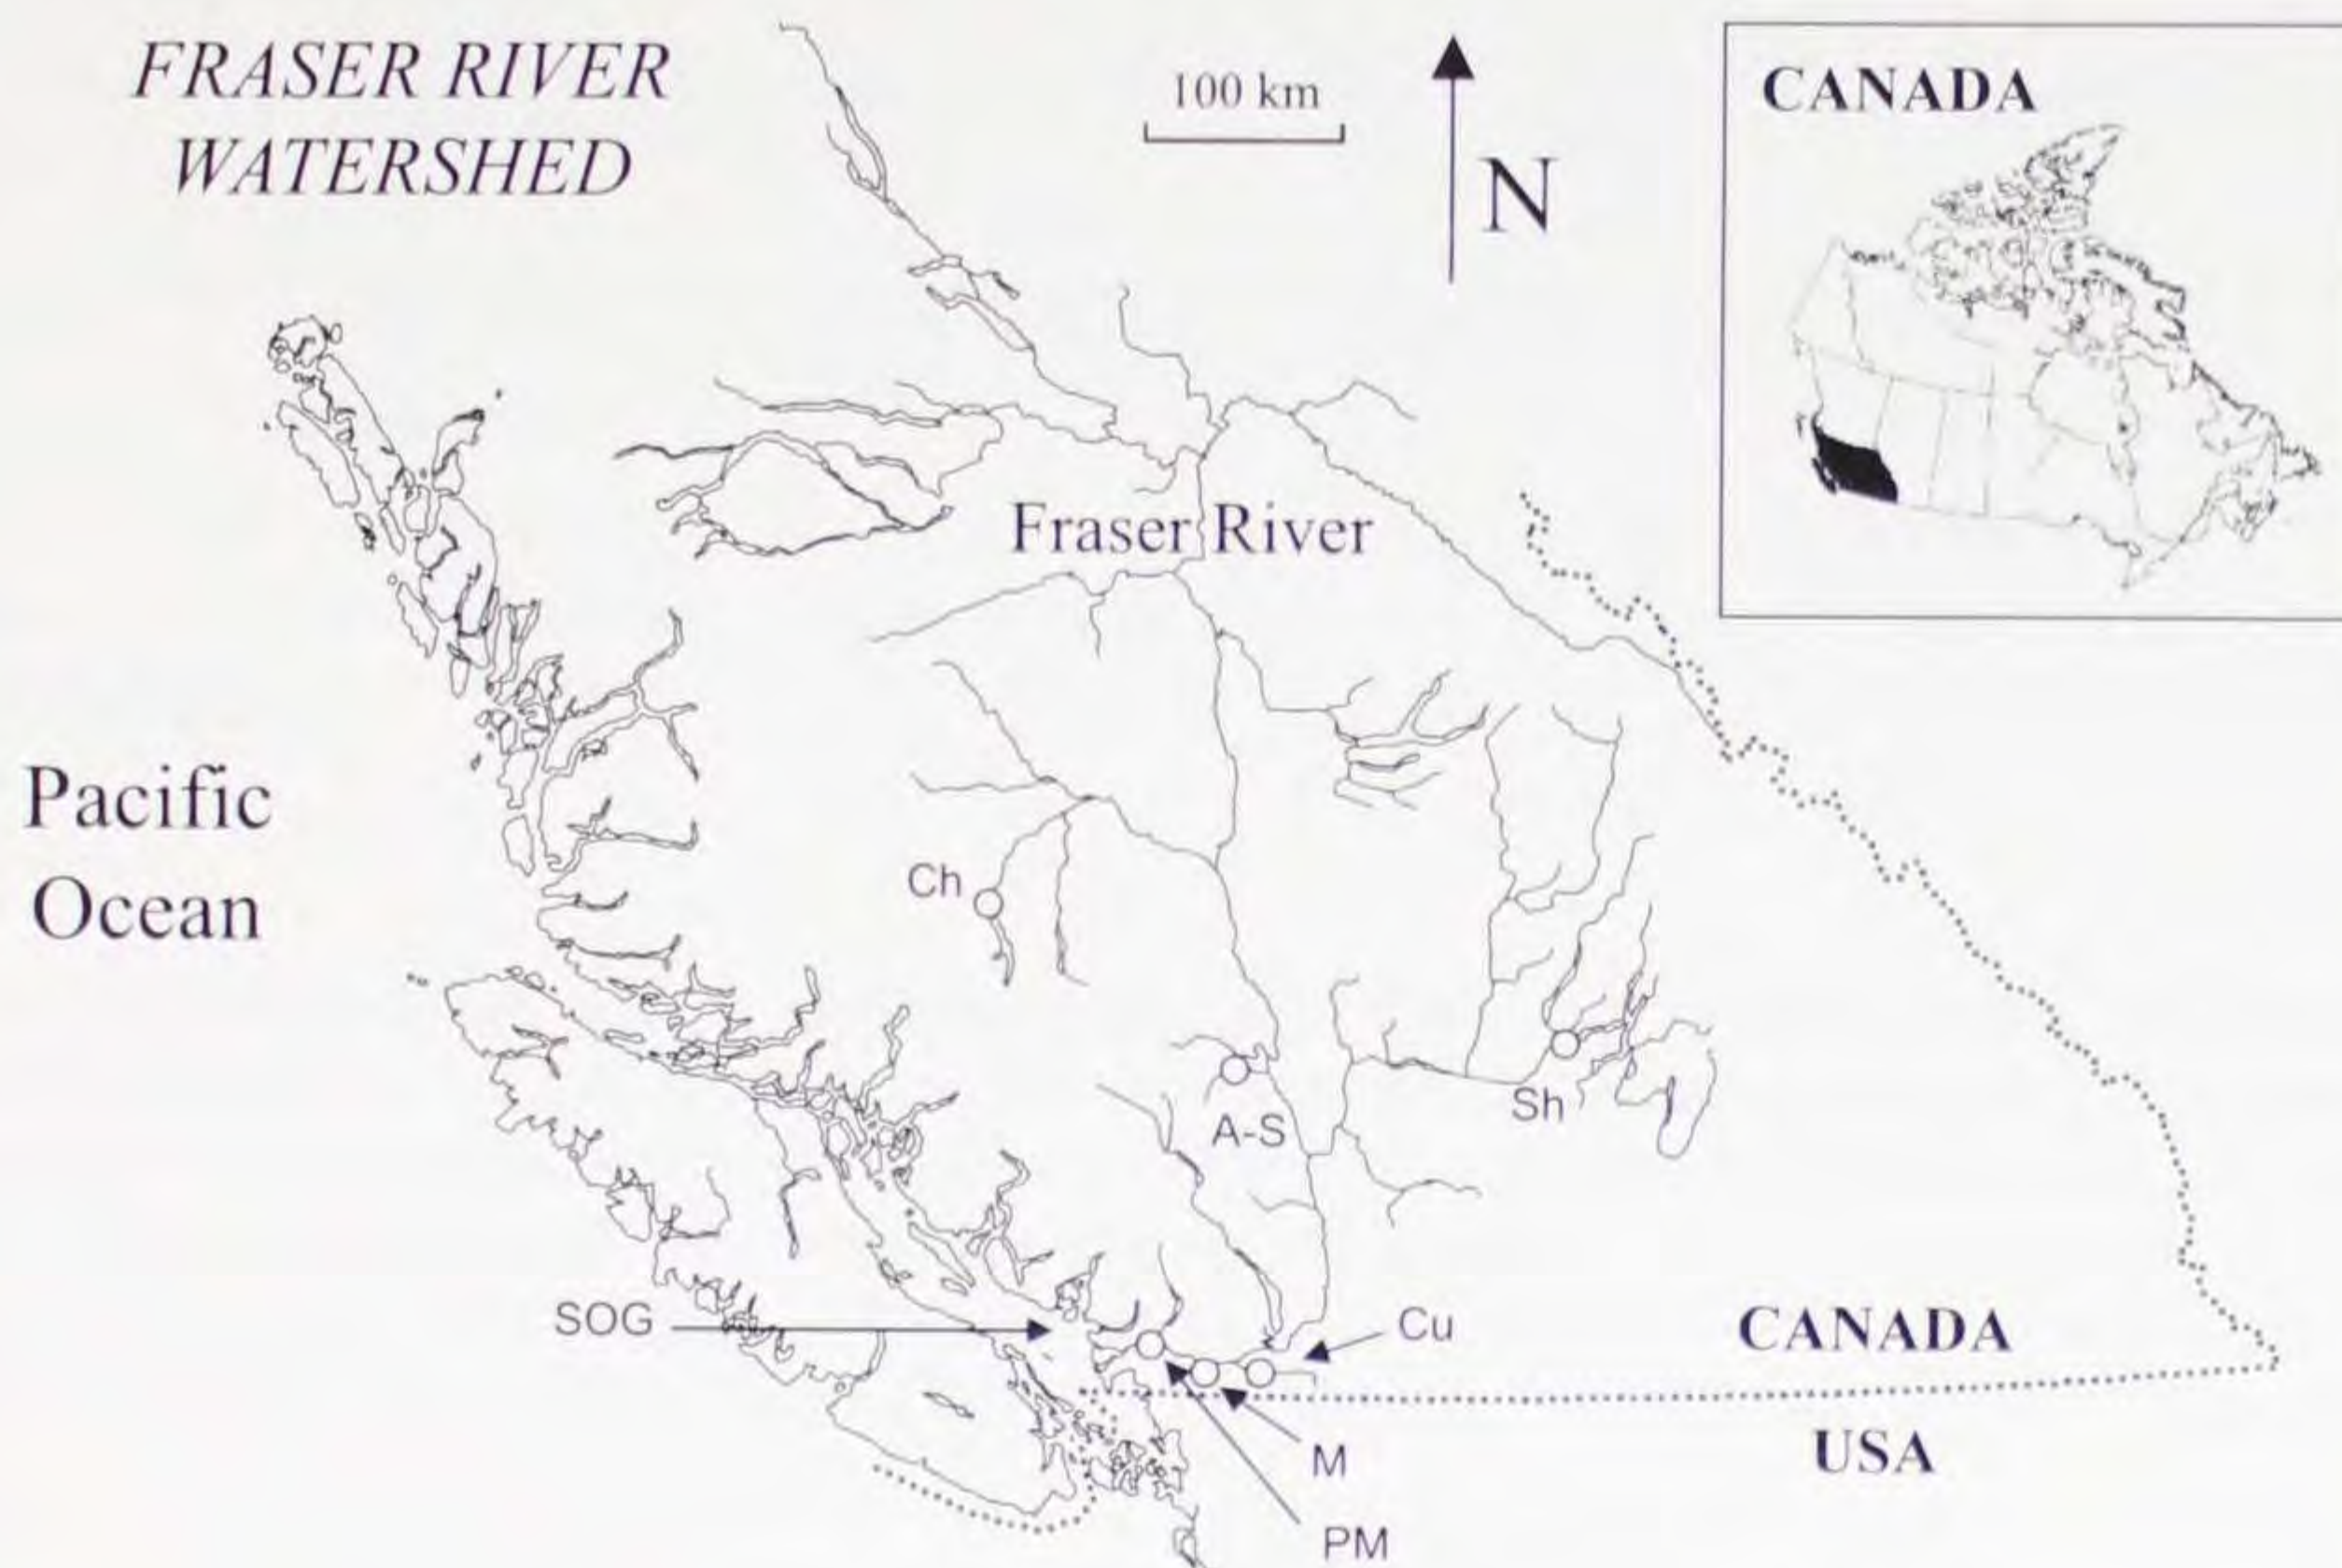 FRASER RIVER
WATERSHED
100 km
N
CANADA
Fraser River
Pacific
Ocean
Ch
A-S
Sh
SOG
Cu
CANADA
M
USA
PM